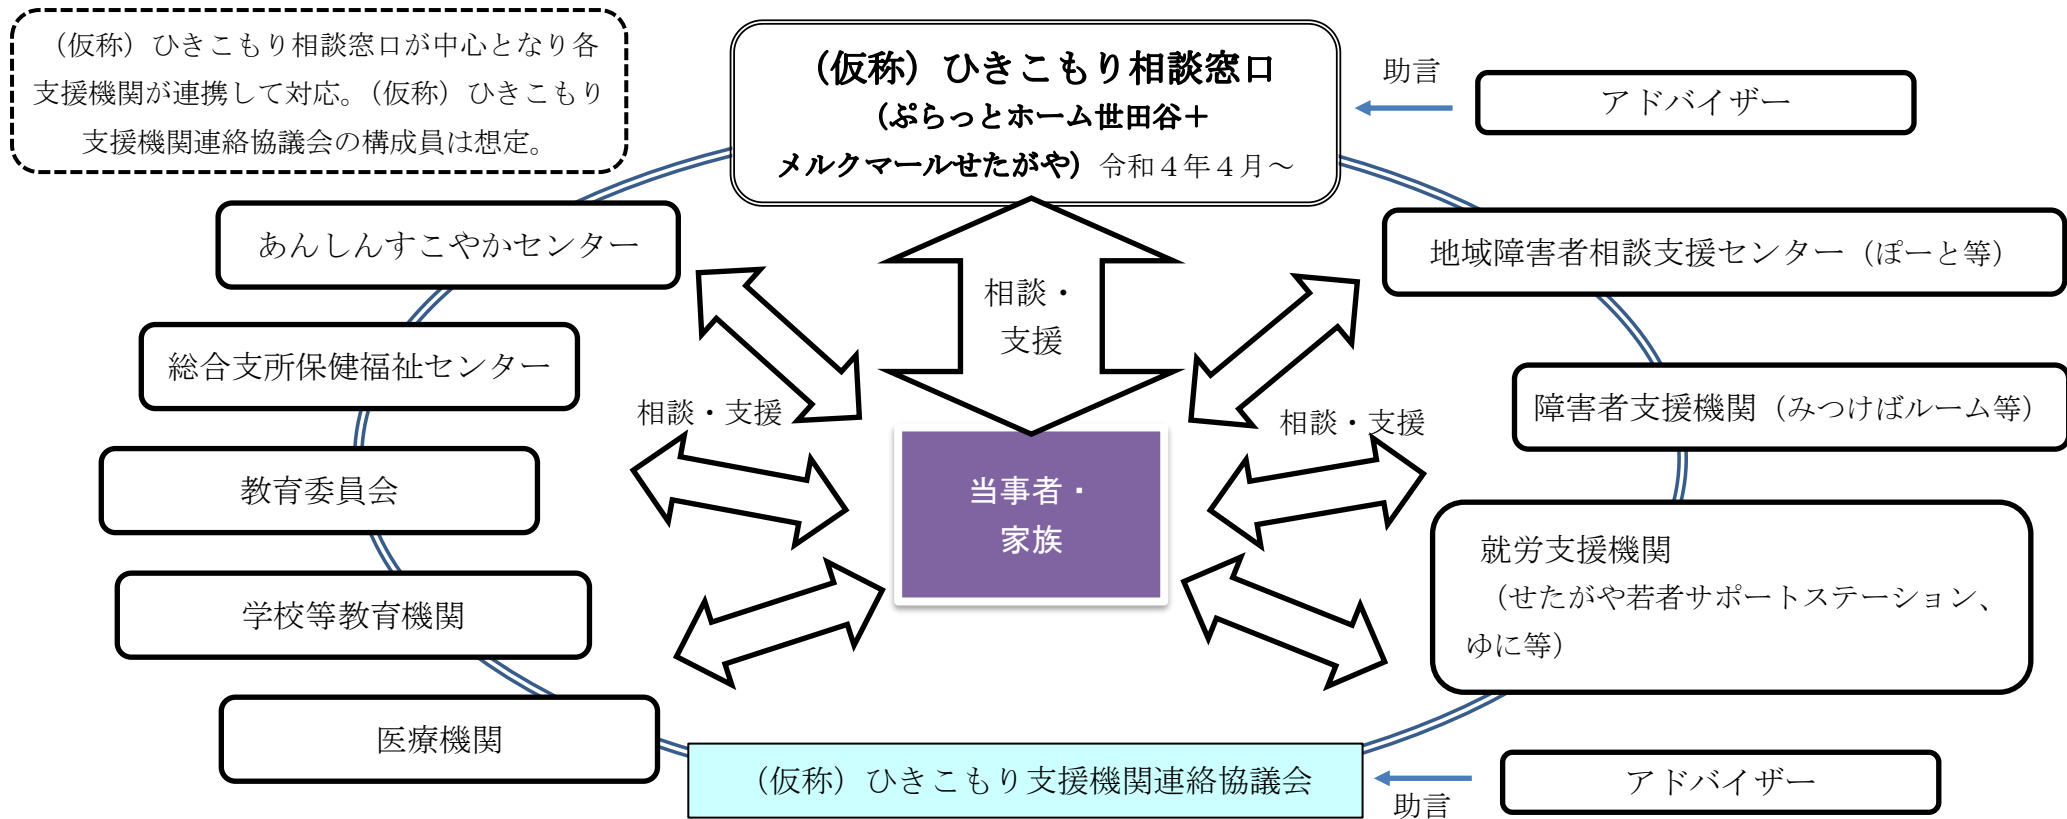 （仮称）ひきこもり相談窓口が中心となり各
支援機関が連携して対応。（仮称）ひきこもり
支援機関連絡協議会の構成員は想定。
（仮称）ひきこもり相談窓口
（ぷらっとホーム世田谷＋
メルクマールせたがや）令和４年４月～
助言
アドバイザー
あんしんすこやかセンター
総合支所保健福祉センター
教育委員会
学校等教育機関
医療機関
相談・
支援
相談・支援
相談・支援
当事者・
家族
地域障害者相談支援センター（ぽーと等）
障害者支援機関（みつけばルーム等）
就労支援機関
（せたがや若者サポートステーション、
ゆに等）
（仮称）ひきこもり支援機関連絡協議会
助言
アドバイザー